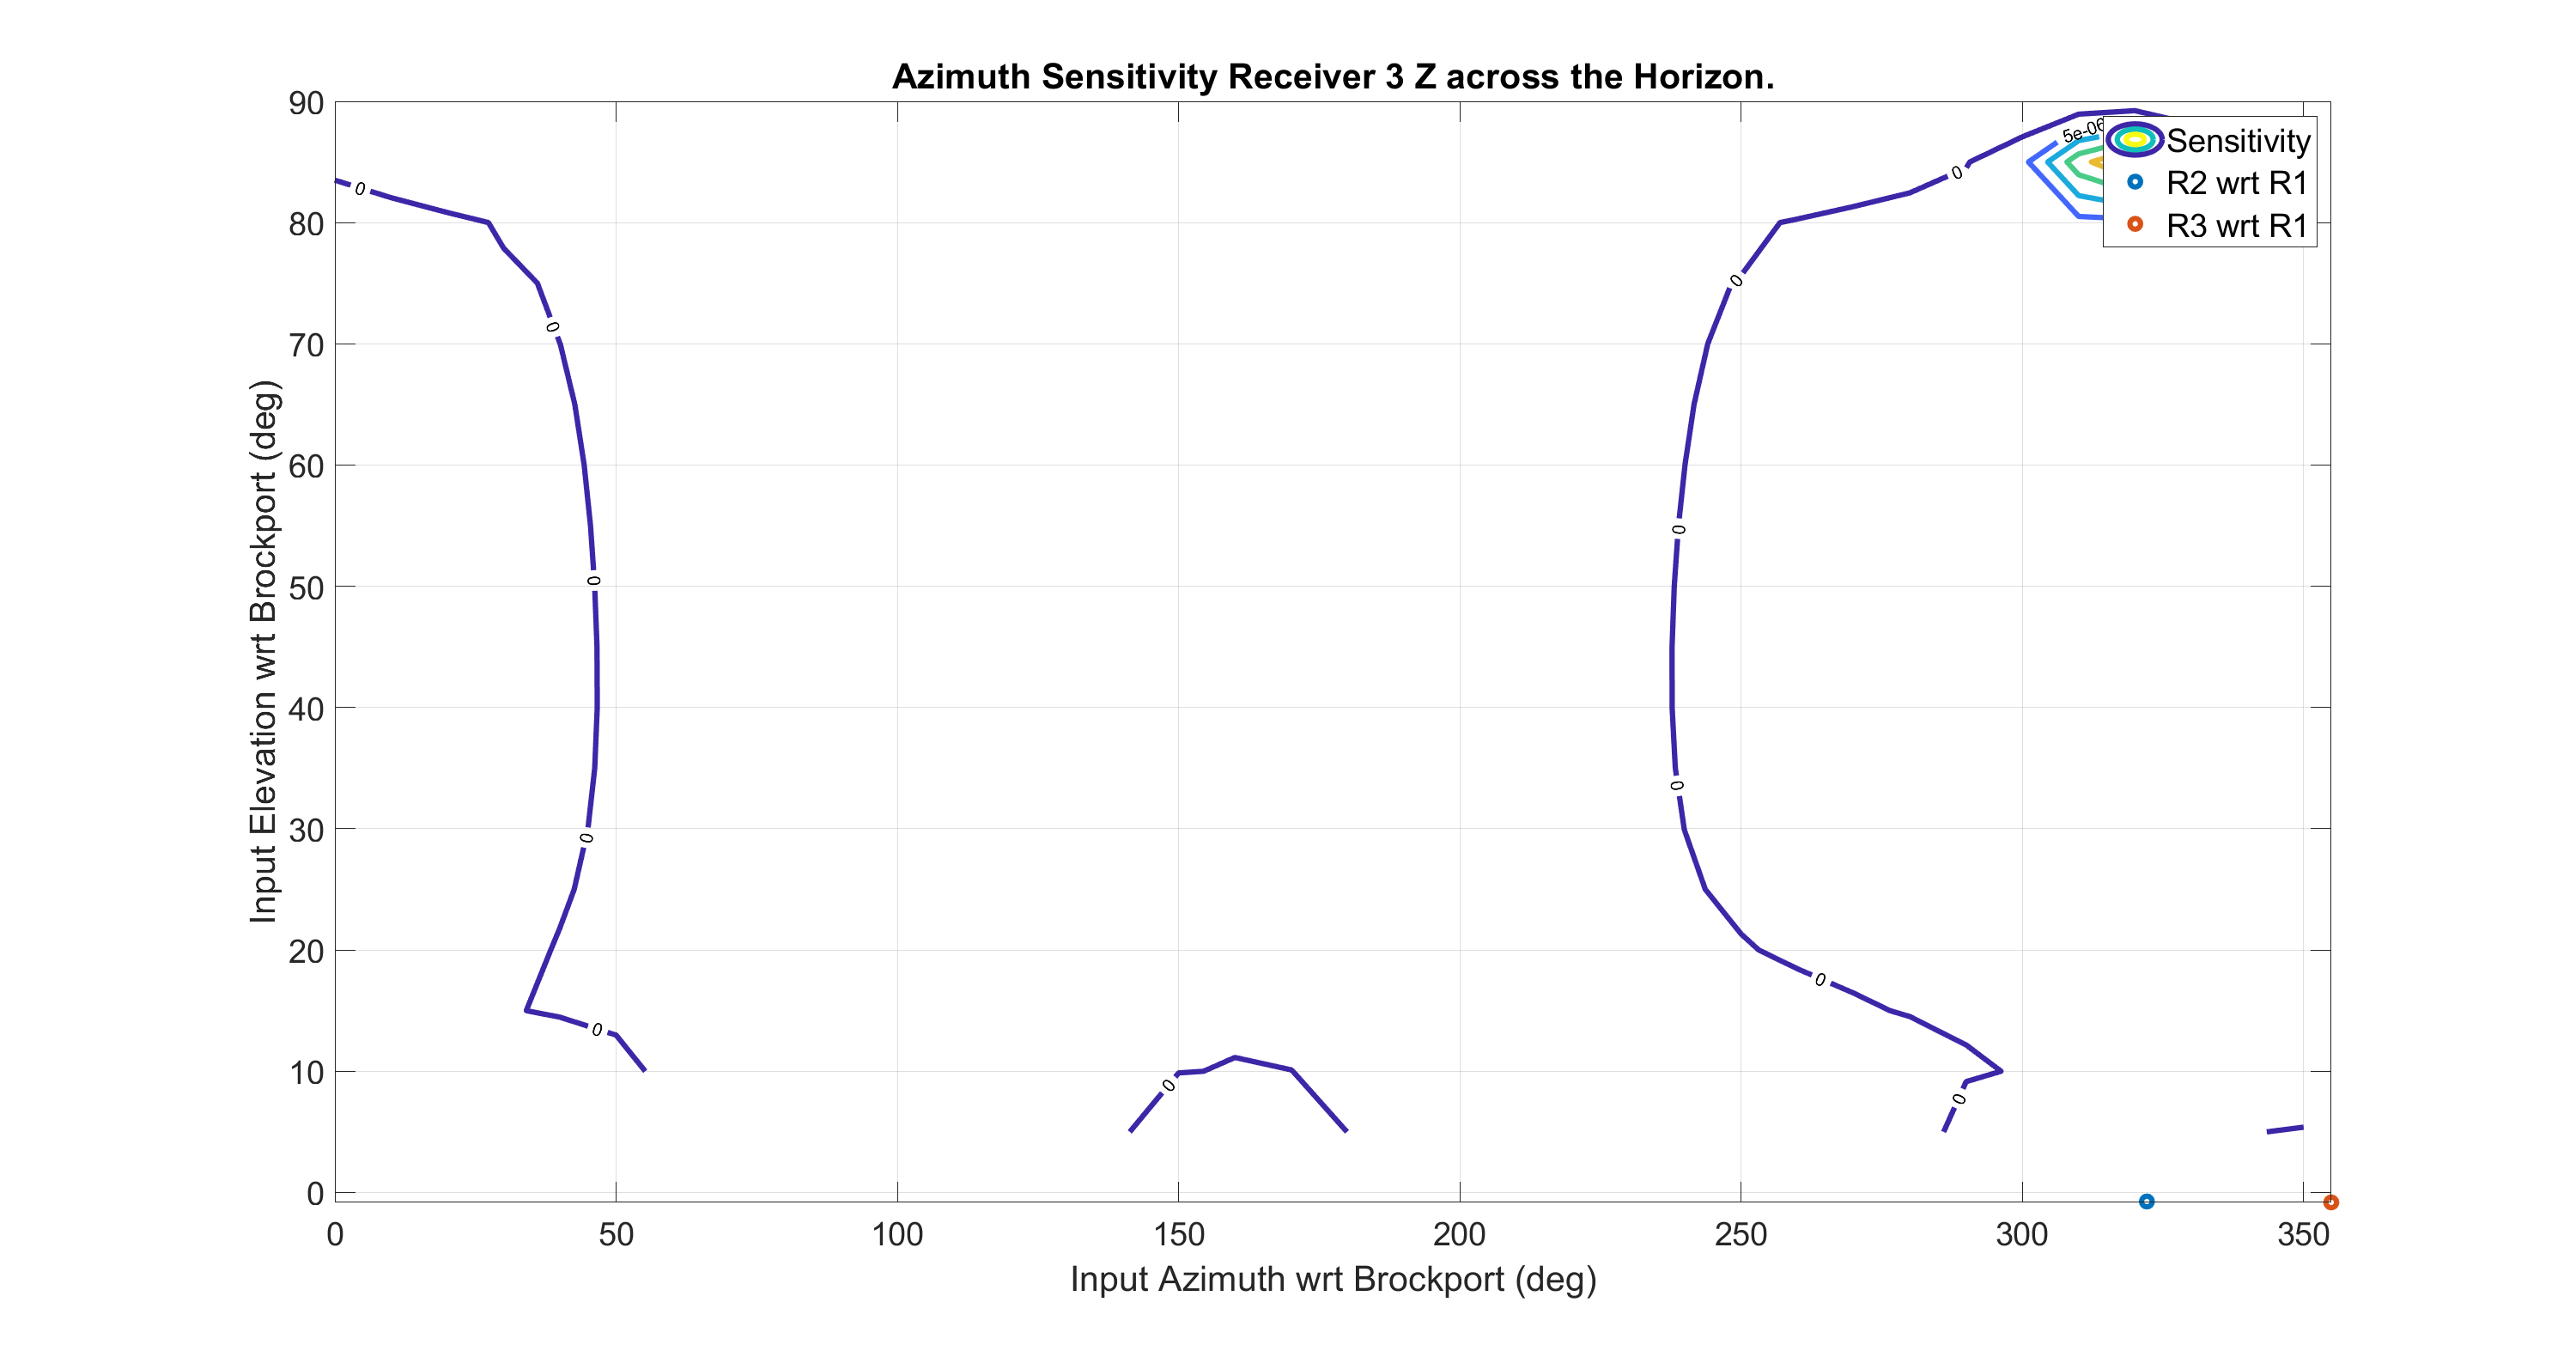 Azimuth Sensitivity Receiver 3 Z across the Horizon.
90
80
70
60
50
40
30
20
10
0
Input Elevation wrt Brockport (deg)
0
0
0
0
0
0
0
0
0
0
0
0
0
5e-06
Sensitivity
R2 wrt R1
R3 wrt R1
0 50 100 150 200 250 300 350
Input Azimuth wrt Brockport (deg)